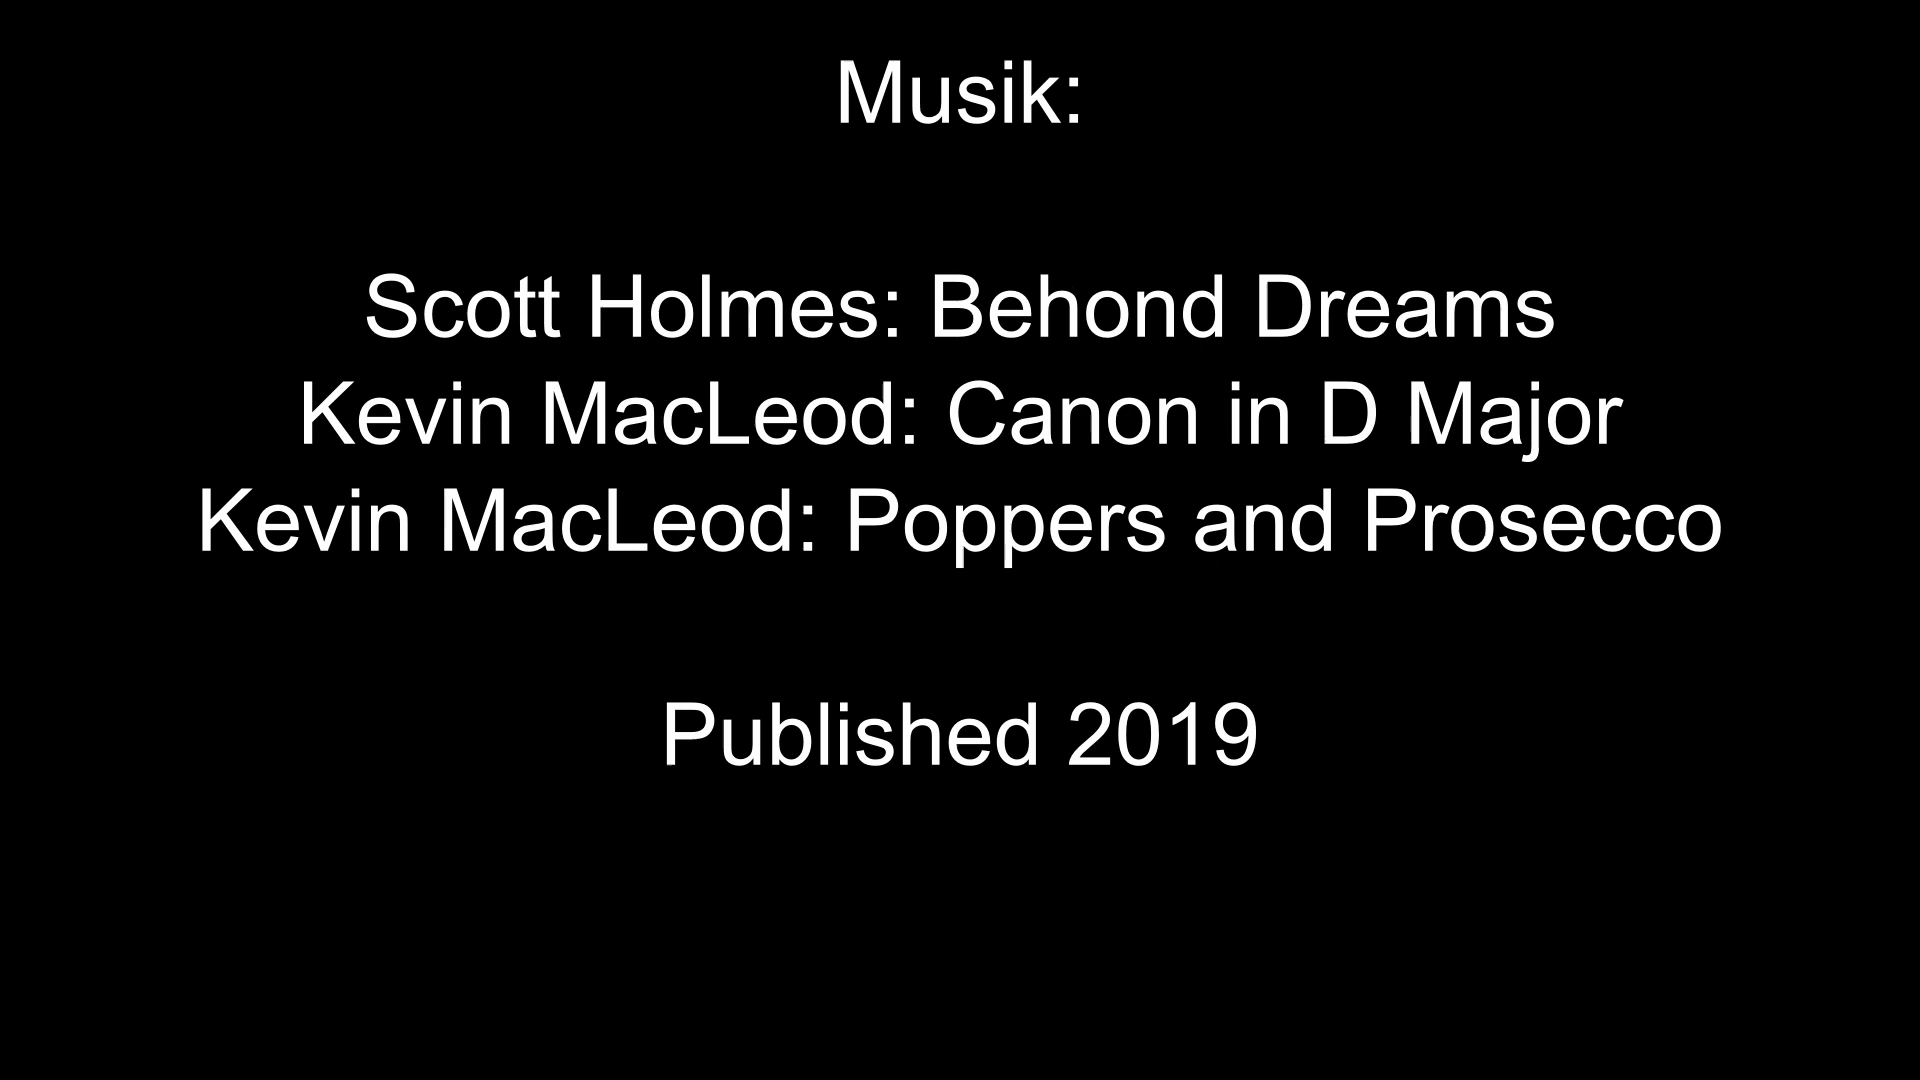 Musik:
Scott Holmes: Behond Dreams
Kevin MacLeod: Canon in D Major
Kevin MacLeod: Poppers and Prosecco
Published 2019